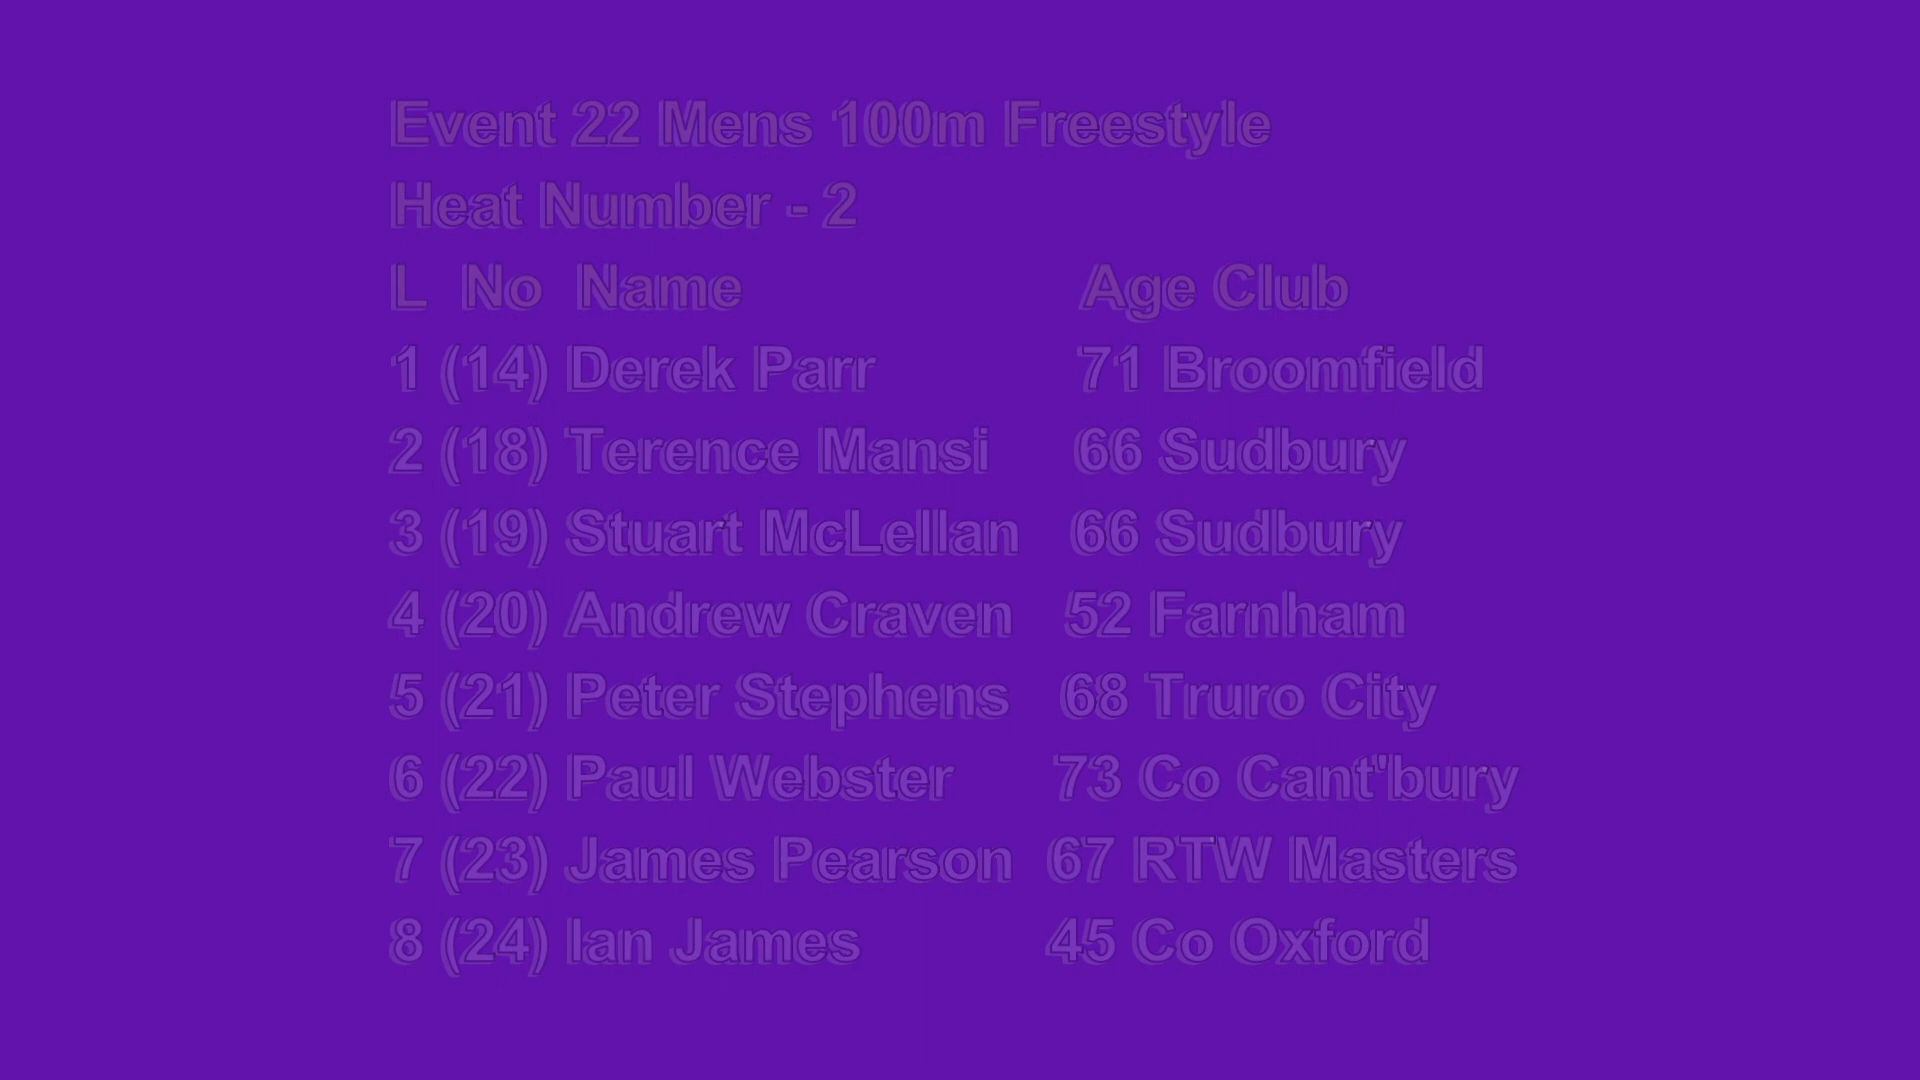 Event 22 Mens 100m Freestyle
Heat Number - 2
L No Name Age Club
1 (14) Derek Parr 71 Broomfield
2 (18) Terence Mansi 66 Sudbury
3 (19) Stuart McLellan 66 Sudbury
4 (20) Andrew Craven 52 Farnham
5 (21) Peter Stephens 68 Truro City
6 (22) Paul Webster 73 Co Cant"bury
7 (23) James Pearson 67 RTW Masters
8 (24) Ian James 45 Co Oxford